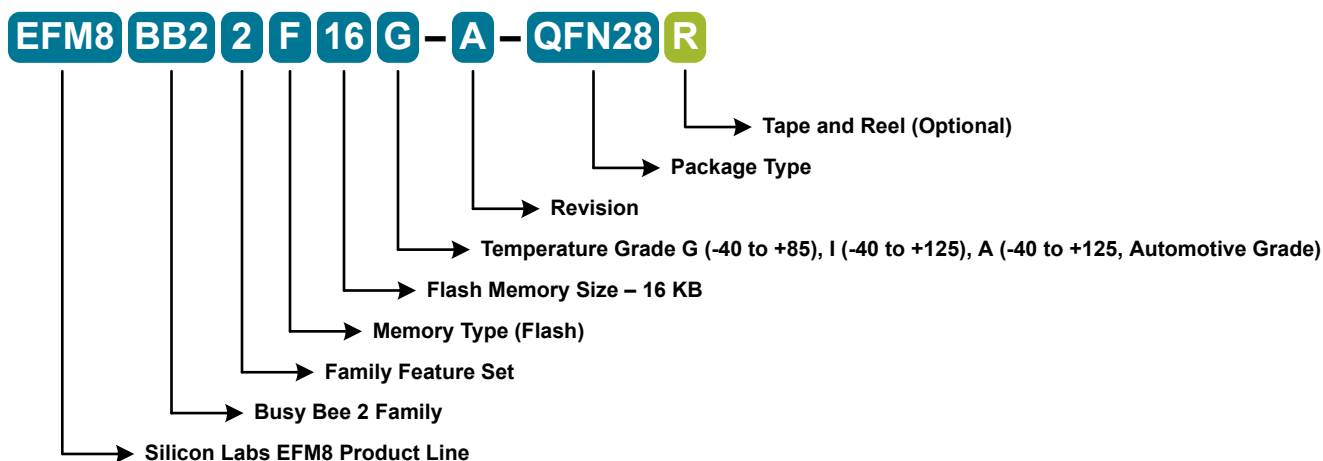 EFM8 BB2 2 F 16 G – A – QFN28 R
Tape and Reel (Optional)
Package Type
Revision
Temperature Grade G (-40 to +85), I (-40 to +125), A (-40 to +125, Automotive Grade)
Flash Memory Size – 16 KB
Memory Type (Flash)
Family Feature Set
Busy Bee 2 Family
Silicon Labs EFM8 Product Line